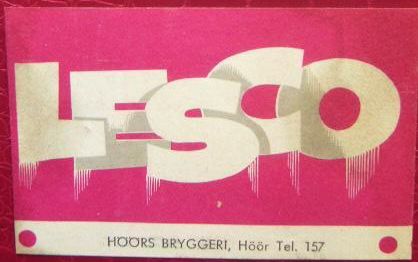 LESCO
HÖÖRS BRYGGERI, Höör Tel. 157